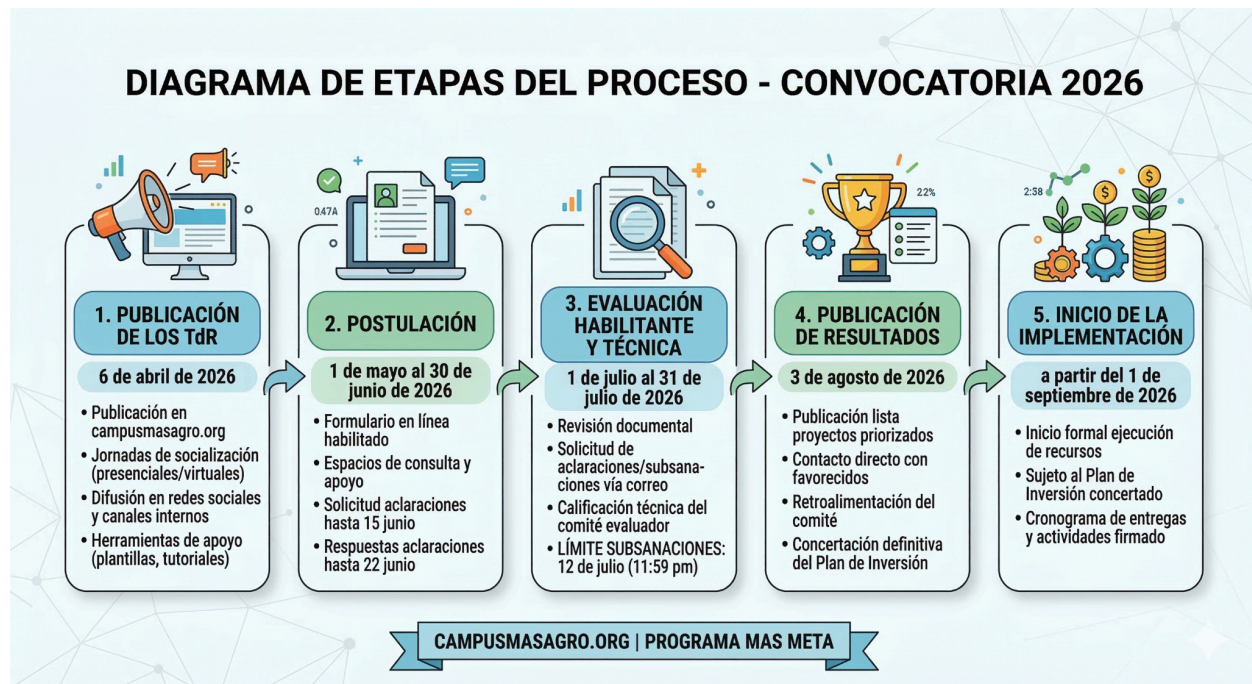 DIAGRAMA DE ETAPAS DEL PROCESO - CONVOCATORIA 2026
1. PUBLICACIÓN
DE LOS TdR
6 de abril de 2026
• Publicación en
campusmasagro.org
• Jornadas de socialización
(presenciales/virtuales)
• Difusión en redes sociales
y canales internos
• Herramientas de apoyo
(plantillas, tutoriales)
0.47A
2. POSTULACIÓN
1 de mayo al 30 de
junio de 2026
• Formulario en línea
habilitado
• Espacios de consulta y
apoyo
• Solicitud aclaraciones
hasta 15 junio
• Respuestas aclaraciones
hasta 22 junio
3. EVALUACIÓN
HABILITANTE
Y TÉCNICA
1 de julio al 31 de
julio de 2026
• Revisión documental
• Solicitud de
aclaraciones/subsana-
ciones vía correo
• Calificación técnica del
comité evaluador
• LÍMITE SUBSANACIONES:
12 de julio (11:59 pm)
22%
4. PUBLICACIÓN
DE RESULTADOS
3 de agosto de 2026
• Publicación lista
proyectos priorizados
• Contacto directo con
favorecidos
• Retroalimentación del
comité
• Concertación definitiva
del Plan de Inversión
2:38
$
$
5. INICIO DE LA
IMPLEMENTACIÓN
a partir del 1 de
septiembre de 2026
• Inicio formal ejecución
de recursos
• Sujeto al Plan de
Inversión concertado
• Cronograma de entregas
y actividades firmado
CAMPUSMASAGRO.ORG | PROGRAMA MAS META